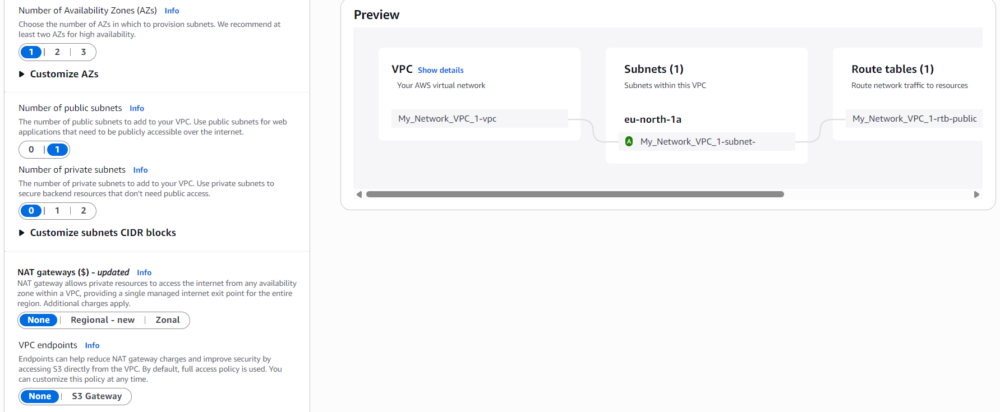 Number of Availability Zones (AZs) Info
Choose the number of AZs in which to provision subnets. We recommend at
least two AZs for high availability.
1 | 2 | 3
Customize AZs
Number of public subnets Info
The number of public subnets to add to your VPC. Use public subnets for web
applications that need to be publicly accessible over the internet.
0 | 1
Number of private subnets Info
The number of private subnets to add to your VPC. Use private subnets to
secure backend resources that don't need public access.
0 | 1 | 2
Customize subnets CIDR blocks
NAT gateways ($) - updated Info
NAT gateway allows private resources to access the internet from any availability
zone within a VPC, providing a single managed internet exit point for the entire
region. Additional charges apply.
None | Regional - new | Zonal
VPC endpoints Info
Endpoints can help reduce NAT gateway charges and improve security by
accessing S3 directly from the VPC. By default, full access policy is used. You
can customize this policy at any time.
None | S3 Gateway
Preview
VPC Show details
Your AWS virtual network
My_Network_VPC_1-vpc
Subnets (1)
Subnets within this VPC
eu-north-1a
A My_Network_VPC_1-subnet-
Route tables (1)
Route network traffic to resources
My_Network_VPC_1-rtb-public